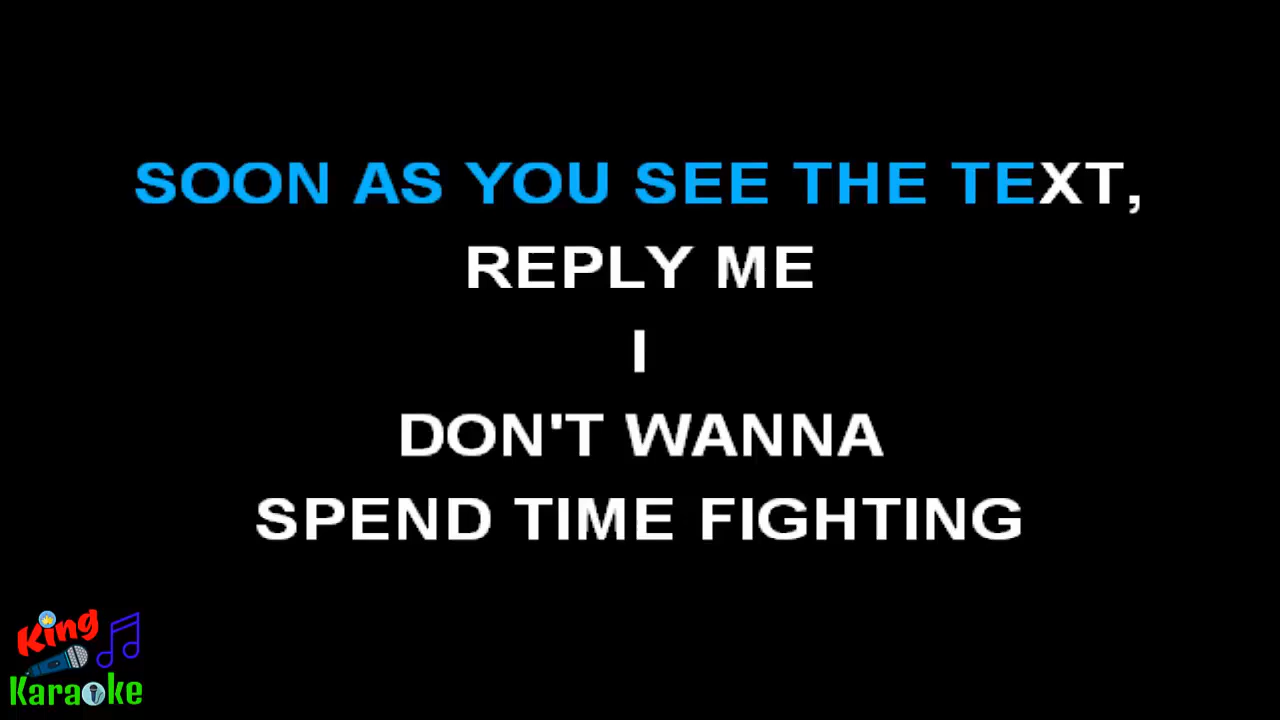 SOON AS YOU SEE THE TEXT,
REPLY ME
I
DON'T WANNA
SPEND TIME FIGHTING
King
Karaoke